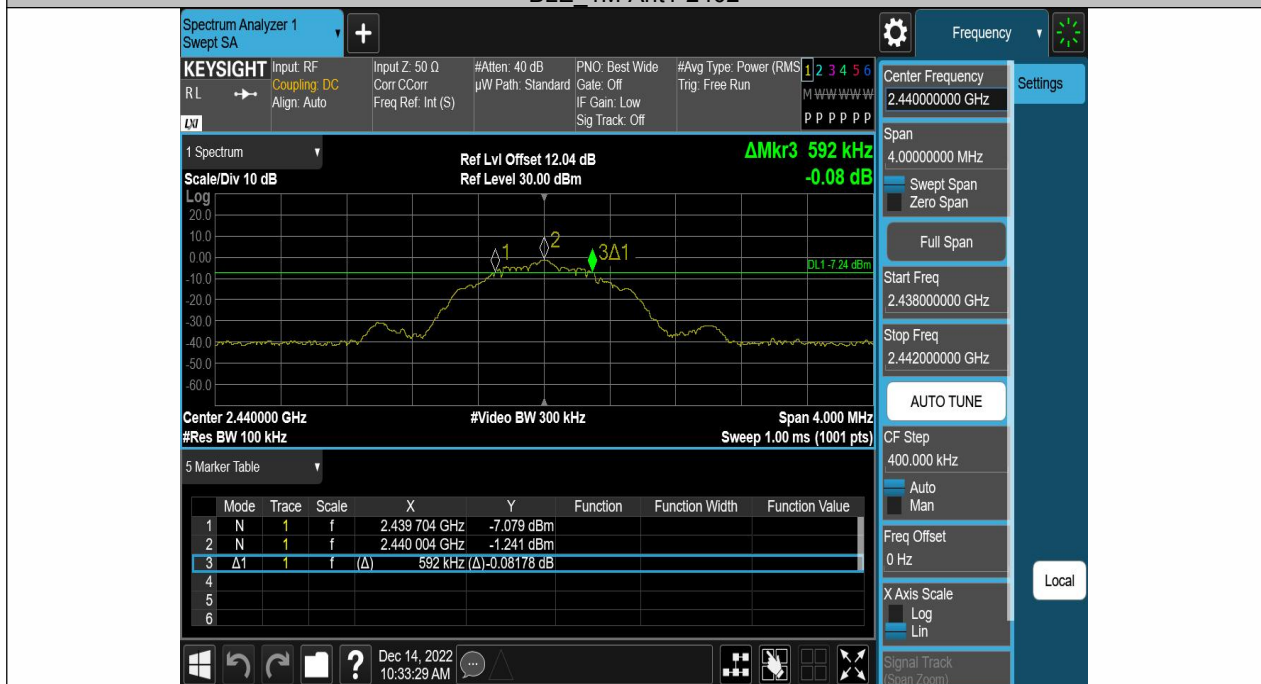 Spectrum Analyzer 1
Swept SA
+
Frequency
KEYSIGHT
RL
LXI
Input: RF
Coupling: DC
Align: Auto
Input Z: 50 Ω
Corr CCorr
Freq Ref: Int (S)
#Atten: 40 dB
µW Path: Standard
PNO: Best Wide
Gate: Off
IF Gain: Low
Sig Track: Off
#Avg Type: Power (RMS
Trig: Free Run
1 2 3 4 5 6
M W W W W W
P P P P P P
1 Spectrum
Scale/Div 10 dB
Ref Lvl Offset 12.04 dB
Ref Level 30.00 dBm
ΔMkr3 592 kHz
-0.08 dB
Log
20.0
10.0
0.00
-10.0
-20.0
-30.0
-40.0
-50.0
-60.0
1
2
3Δ1
DL1 -7.24 dBm
Center 2.440000 GHz
#Video BW 300 kHz
Span 4.000 MHz
#Res BW 100 kHz
Sweep 1.00 ms (1001 pts)
5 Marker Table
Mode Trace Scale X Y Function Function Width Function Value
1 N 1 f 2.439 704 GHz -7.079 dBm
2 N 1 f 2.440 004 GHz -1.241 dBm
3 Δ1 1 f (Δ) 592 kHz (Δ) -0.08178 dB
4
5
6
?
Dec 14, 2022
10:33:29 AM
Center Frequency
2.440000000 GHz
Settings
Span
4.00000000 MHz
Swept Span
Zero Span
Full Span
Start Freq
2.438000000 GHz
Stop Freq
2.442000000 GHz
AUTO TUNE
CF Step
400.000 kHz
Auto
Man
Freq Offset
0 Hz
X Axis Scale
Log
Lin
Local
Signal Track
(Span Zoom)